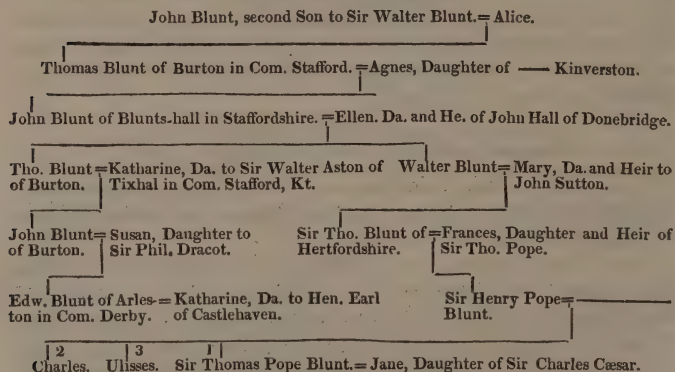 John Blunt, second Son to Sir Walter Blunt.= Alice.
Thomas Blunt of Burton in Com. Stafford. =Agnes, Daughter of —— Kinverston.
John Blunt of Blunts-hall in Staffordshire. =Ellen. Da. and He. of John Hall of Donebridge.
Tho. Blunt=Katharine, Da. to Sir Walter Aston of Walter Blunt= Mary, Da. and Heir to
of Burton. Tixhal in Com. Stafford, Kt. John Sutton.
John Blunt= Susan, Daughter to Sir Tho. Blunt of =Frances, Daughter and Heir of
of Burton. Sir Phil. Dracot. Hertfordshire. Sir Tho. Pope.
Edw. Blunt of Arles-= Katharine, Da. to Hen. Earl Sir Henry Pope=————
ton in Com. Derby. of Castlehaven. Blunt.
2 3 1
Charles. Ulisses. Sir Thomas Pope Blunt.= Jane, Daughter of Sir Charles Cæsar.